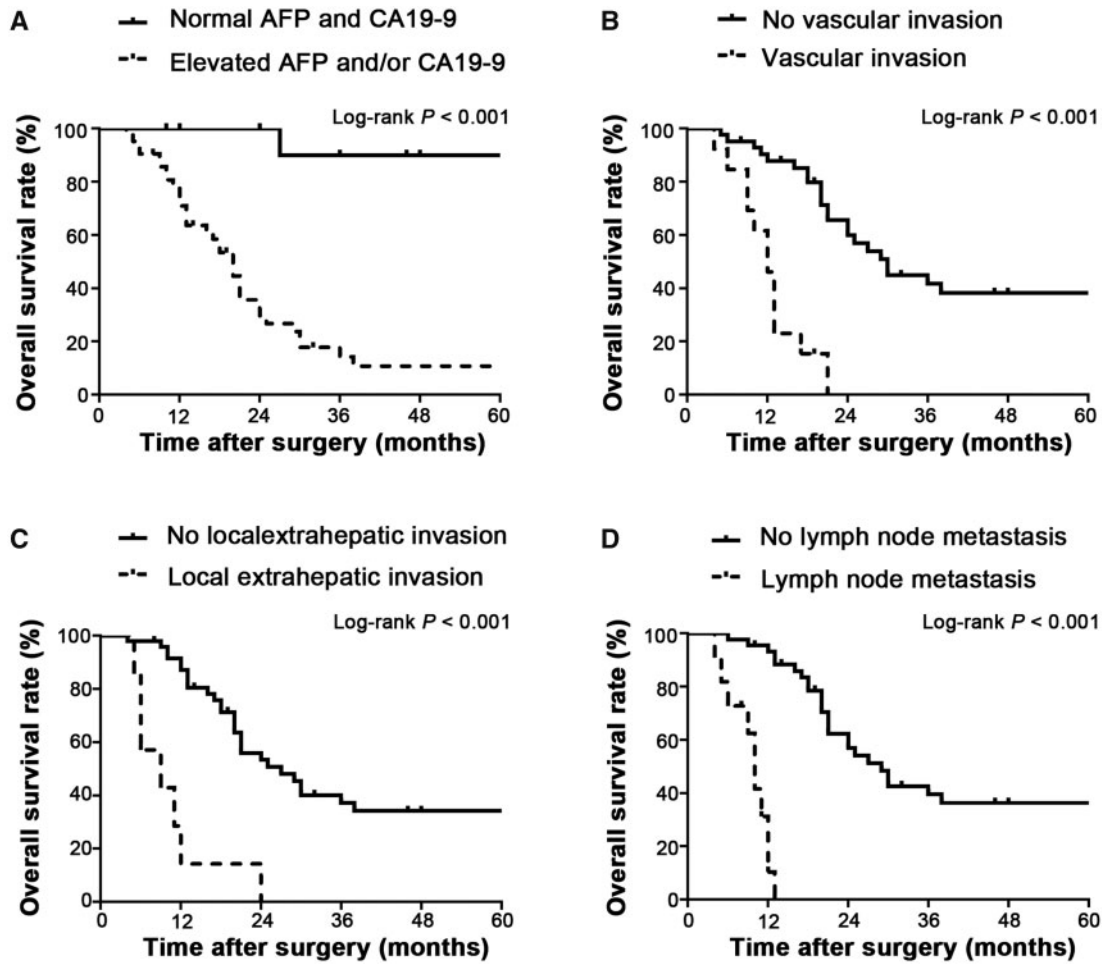 A
Normal AFP and CA19-9
Elevated AFP and/or CA19-9
Log-rank P < 0.001
Overall survival rate (%)
100
80
60
40
20
0
0 12 24 36 48 60
Time after surgery (months)
B
No vascular invasion
Vascular invasion
Log-rank P < 0.001
Overall survival rate (%)
100
80
60
40
20
0
0 12 24 36 48 60
Time after surgery (months)
C
No localextrahepatic invasion
Local extrahepatic invasion
Log-rank P < 0.001
Overall survival rate (%)
100
80
60
40
20
0
0 12 24 36 48 60
Time after surgery (months)
D
No lymph node metastasis
Lymph node metastasis
Log-rank P < 0.001
Overall survival rate (%)
100
80
60
40
20
0
0 12 24 36 48 60
Time after surgery (months)